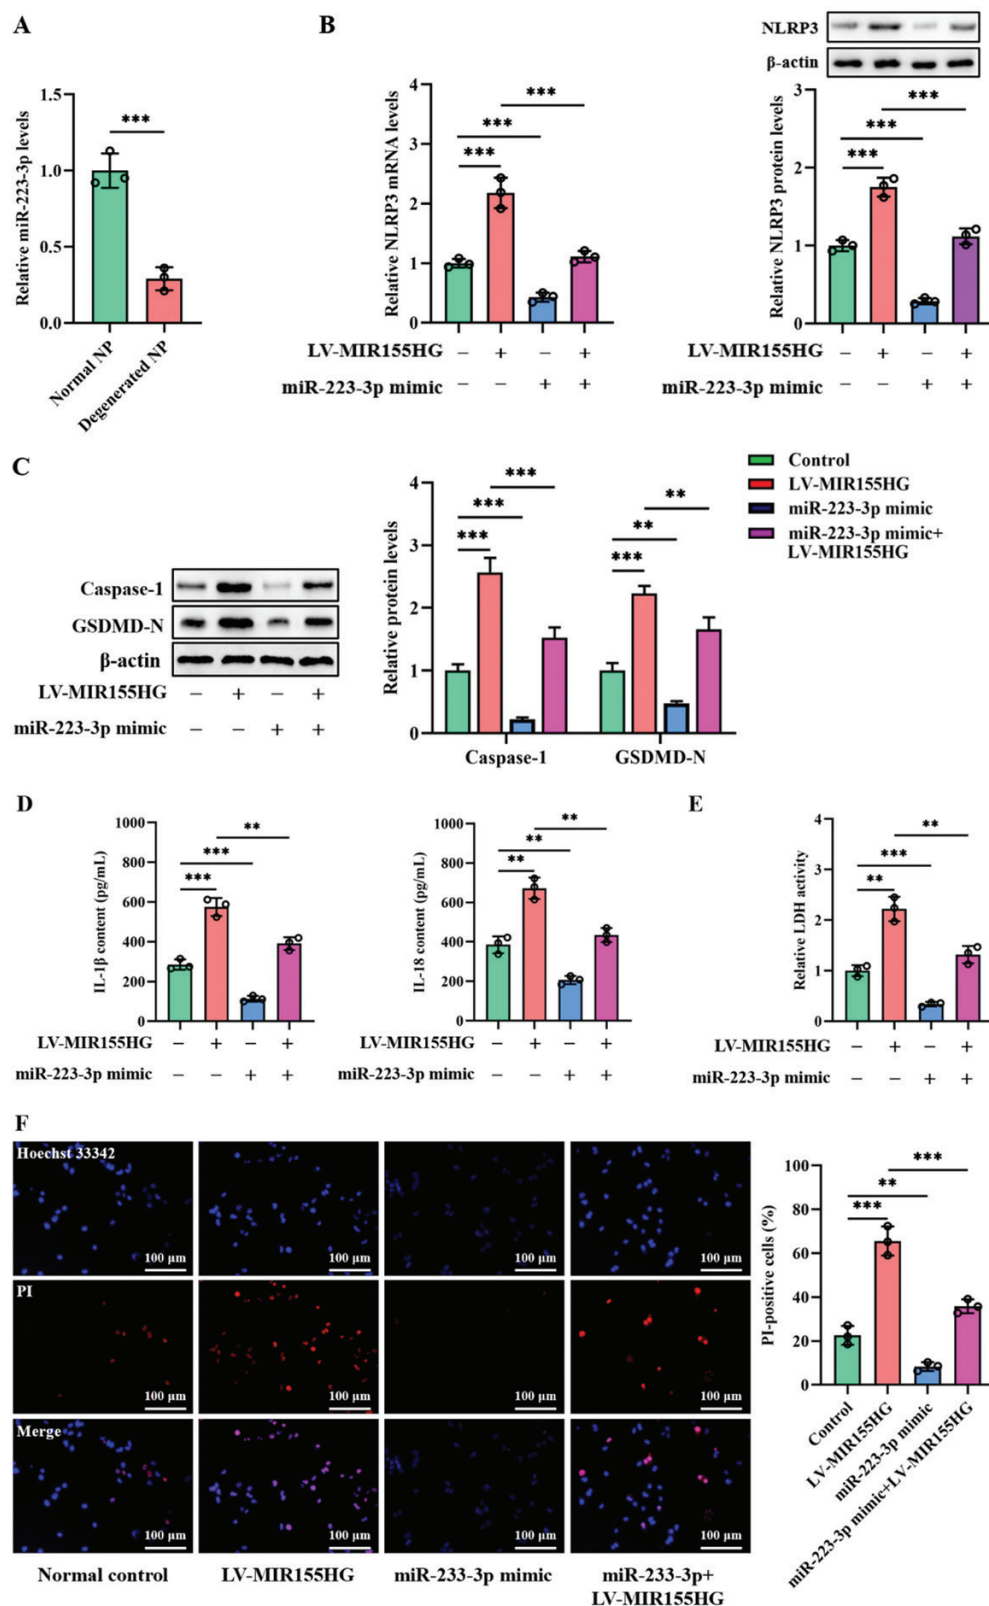 A
Relative miR-223-3p levels
1.5
1.0
0.5
0.0
***
Normal NP
Degenerated NP
B
Relative NLRP3 mRNA levels
4
3
2
1
0
***
***
***
LV-MIR155HG
− + − +
miR-223-3p mimic
− − + +
NLRP3
β-actin
Relative NLRP3 protein levels
3
2
1
0
***
***
***
LV-MIR155HG
− + − +
miR-223-3p mimic
− − + +
C
Caspase-1
GSDMD-N
β-actin
LV-MIR155HG
− + − +
miR-223-3p mimic
− − + +
Relative protein levels
4
3
2
1
0
***
***
***
**
**
***
Caspase-1
GSDMD-N
Control
LV-MIR155HG
miR-223-3p mimic
miR-223-3p mimic+
LV-MIR155HG
D
IL-1β content (pg/mL)
1000
800
600
400
200
0
**
***
***
LV-MIR155HG
− + − +
miR-223-3p mimic
− − + +
IL-18 content (pg/mL)
1000
800
600
400
200
0
**
**
**
LV-MIR155HG
− + − +
miR-223-3p mimic
− − + +
E
Relative LDH activity
4
3
2
1
0
**
***
**
LV-MIR155HG
− + − +
miR-223-3p mimic
− − + +
F
Hoechst 33342
100 μm
100 μm
100 μm
100 μm
PI
100 μm
100 μm
100 μm
100 μm
Merge
100 μm
100 μm
100 μm
100 μm
Normal control
LV-MIR155HG
miR-233-3p mimic
miR-233-3p+
LV-MIR155HG
PI-positive cells (%)
100
80
60
40
20
0
***
**
***
Control
LV-MIR155HG
miR-223-3p mimic
miR-223-3p mimic+LV-MIR155HG